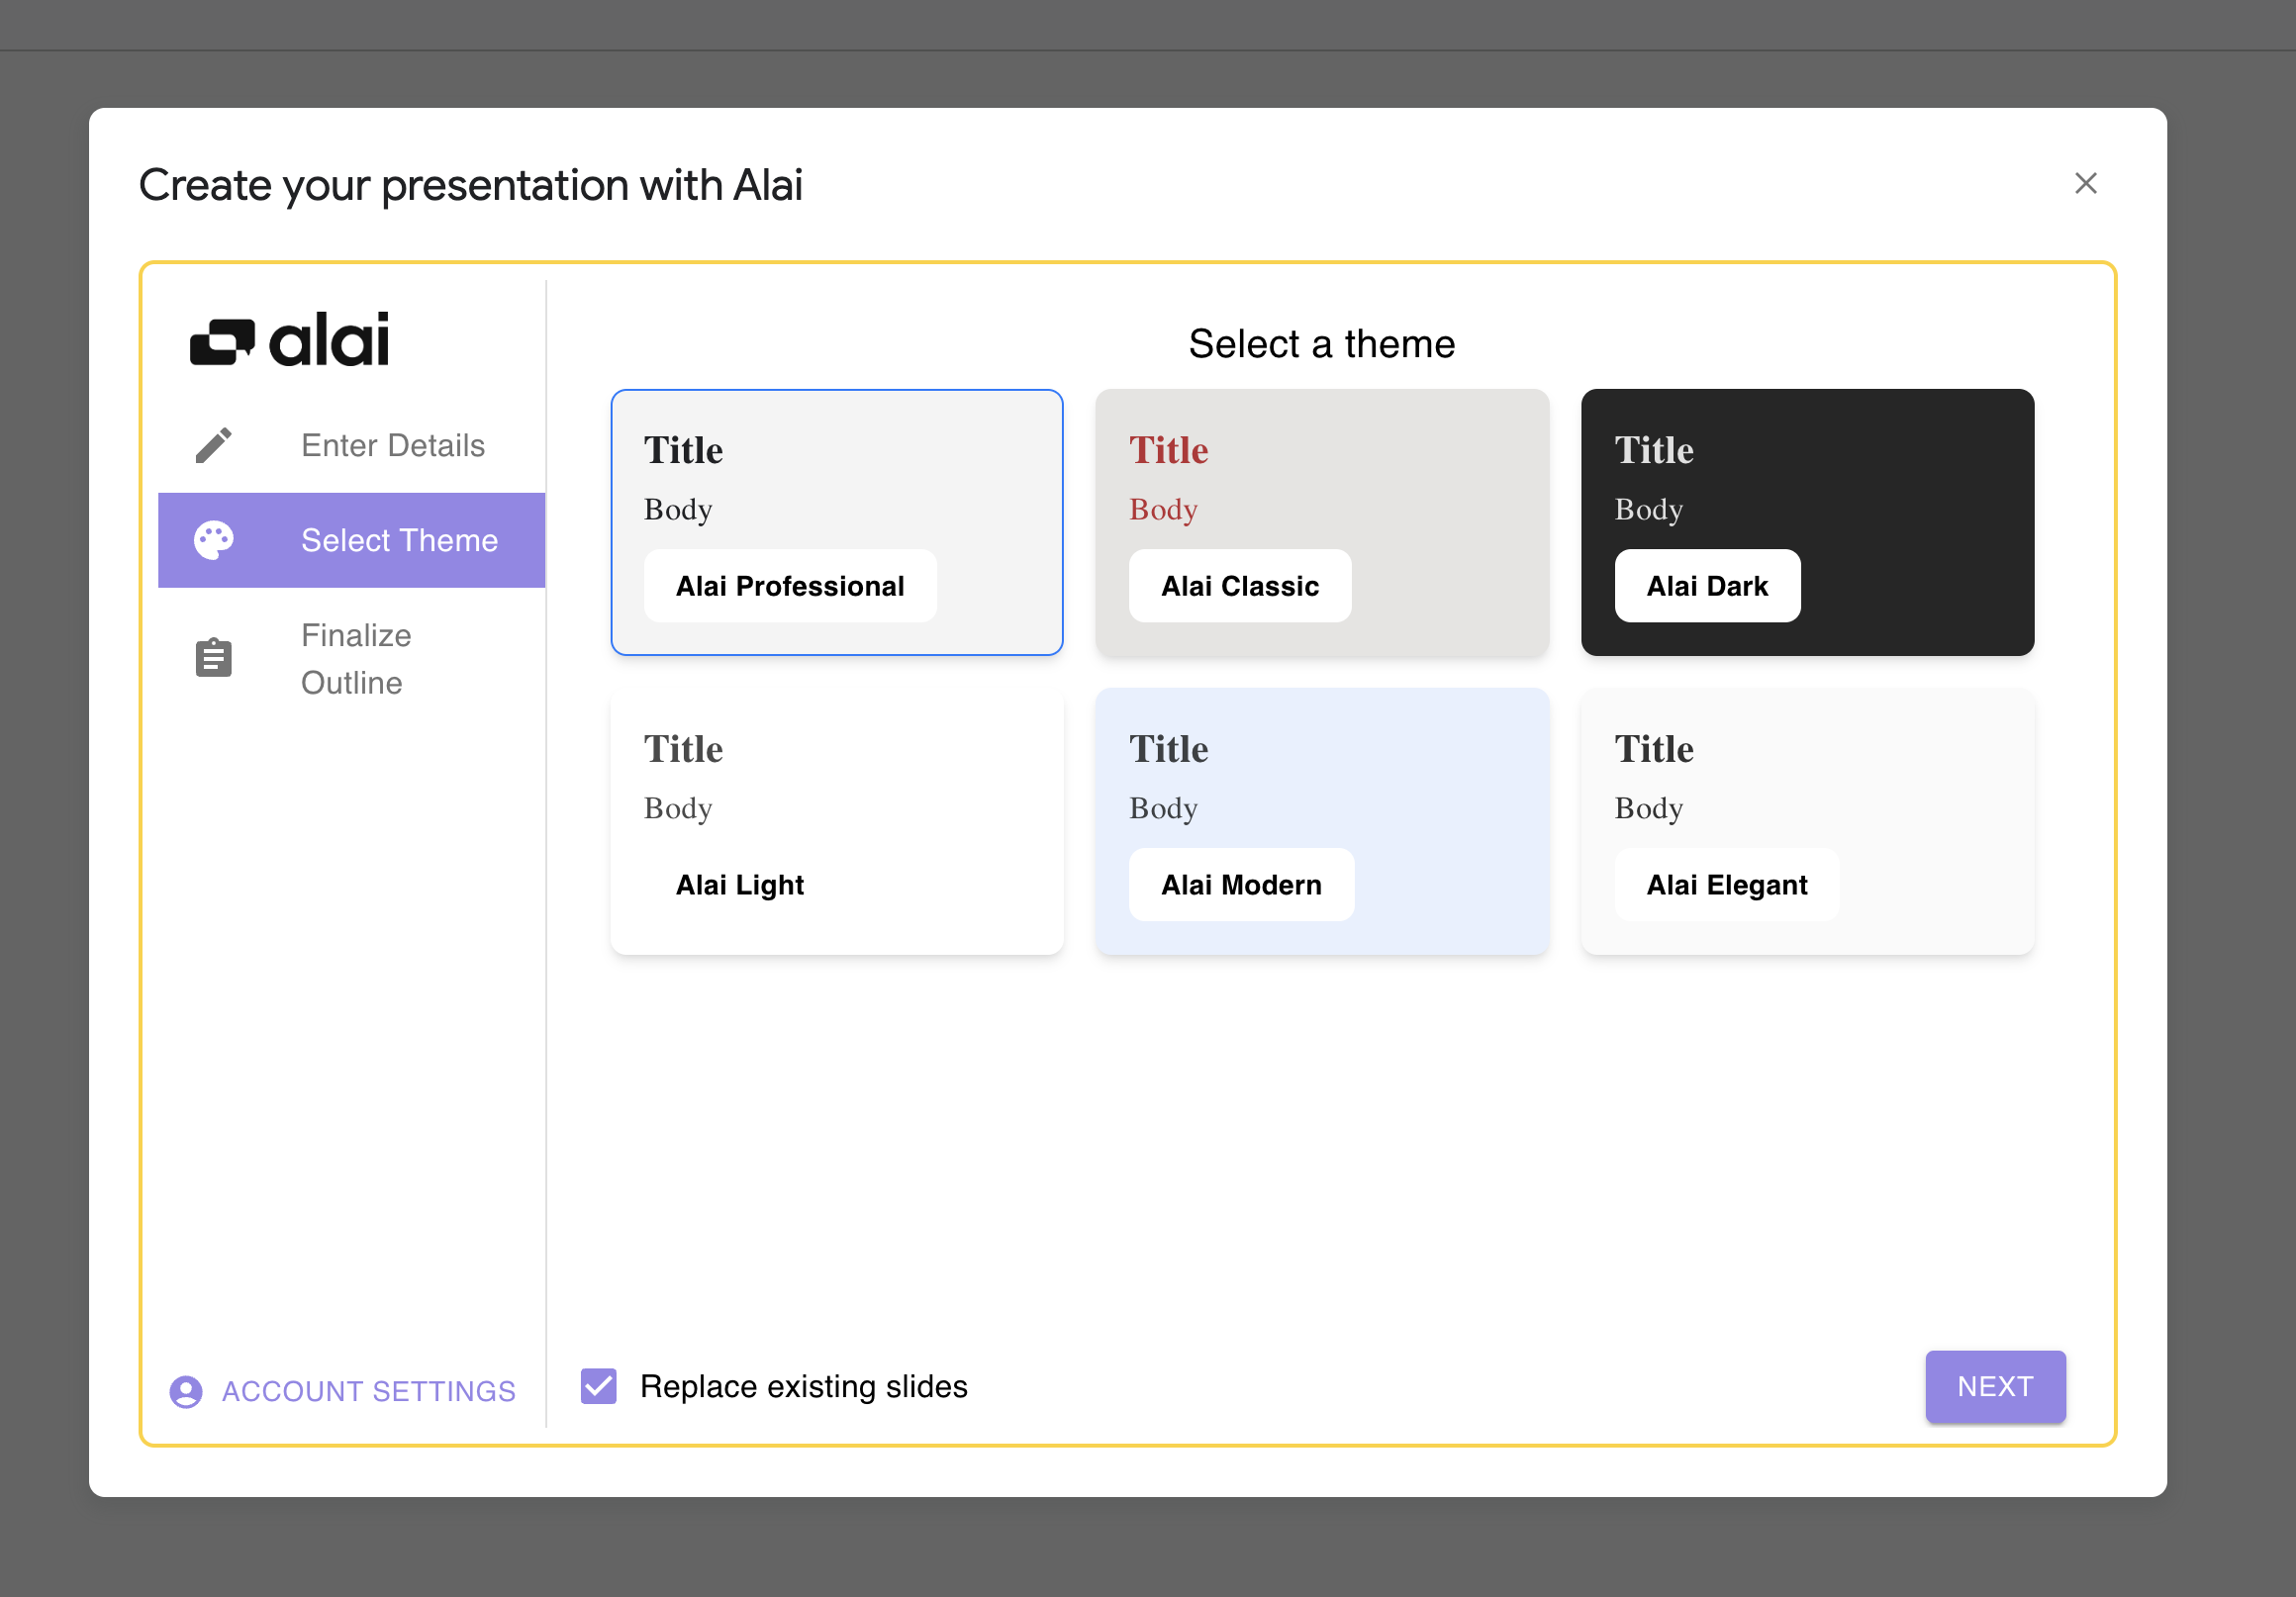 Create your presentation with Alai
alai
Enter Details
Select Theme
Finalize
Outline
ACCOUNT SETTINGS
Select a theme
Title
Body
Alai Professional
Title
Body
Alai Classic
Title
Body
Alai Dark
Title
Body
Alai Light
Title
Body
Alai Modern
Title
Body
Alai Elegant
Replace existing slides
NEXT